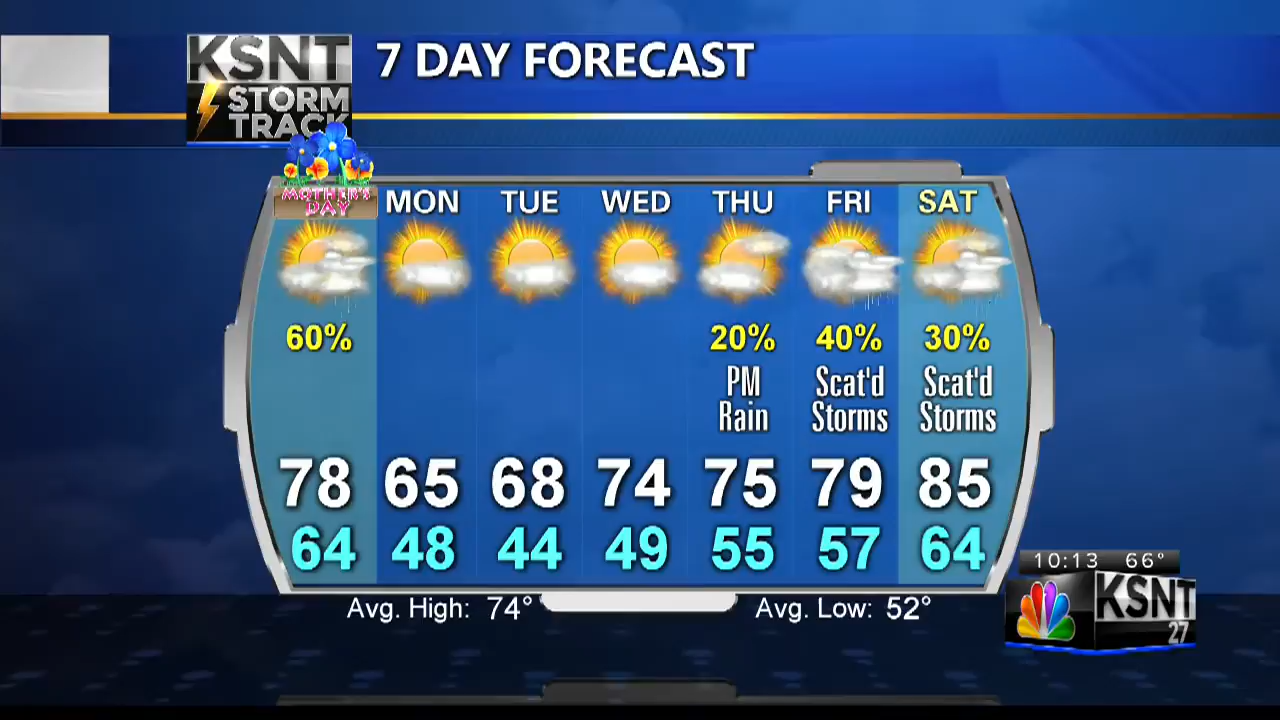 KSNT
STORM
TRACK
7 DAY FORECAST
MOTHER'S
DAY
MON TUE WED THU FRI SAT
60% 20% 40% 30%
PM Scat'd Scat'd
Rain Storms Storms
78 65 68 74 75 79 85
64 48 44 49 55 57 64
Avg. High: 74° Avg. Low: 52°
10:13 66°
KSNT
27